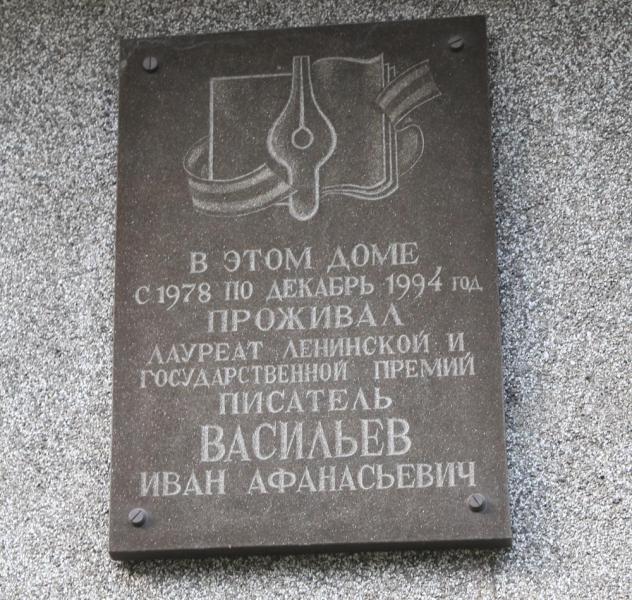 В ЭТОМ ДОМЕ
С 1978 ПО ДЕКАБРЬ 1994 ГОД
ПРОЖИВАЛ
ЛАУРЕАТ ЛЕНИНСКОЙ И
ГОСУДАРСТВЕННОЙ ПРЕМИЙ
ПИСАТЕЛЬ
ВАСИЛЬЕВ
ИВАН АФАНАСЬЕВИЧ